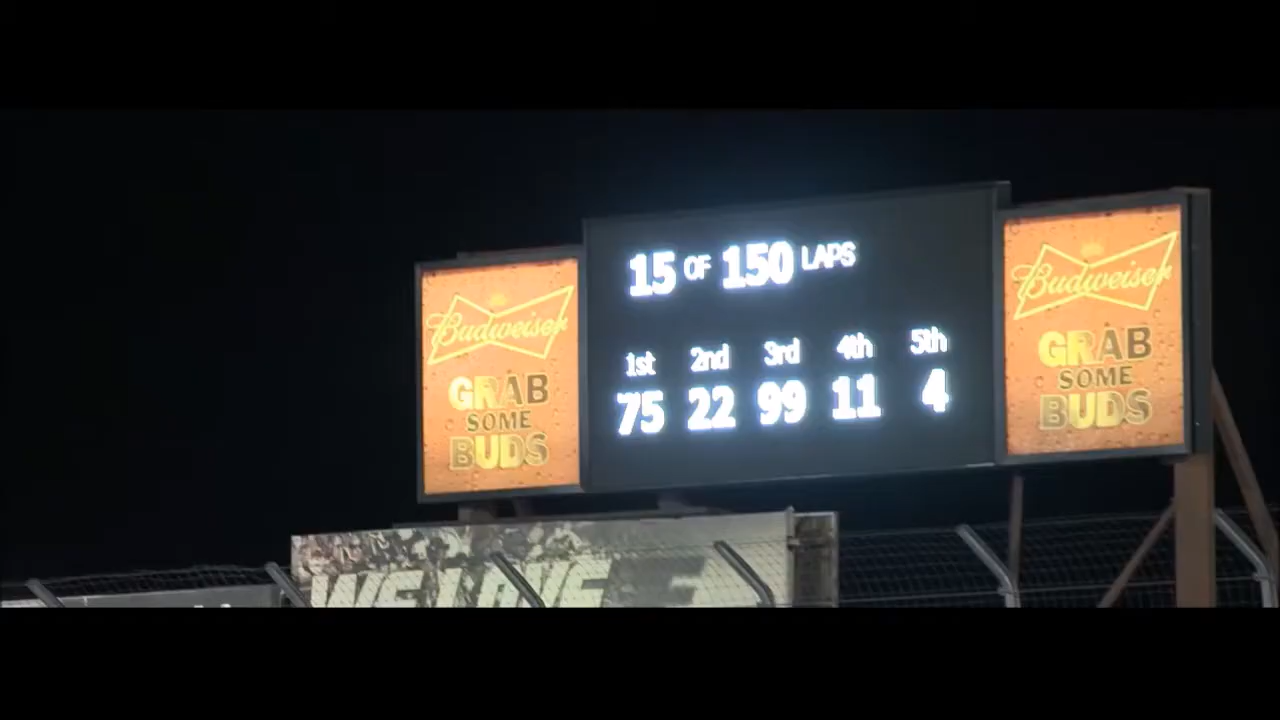 Budweiser
GRAB
SOME
BUDS
15 OF 150 LAPS
1st 2nd 3rd 4th 5th
75 22 99 11 4
Budweiser
GRAB
SOME
BUDS
WE